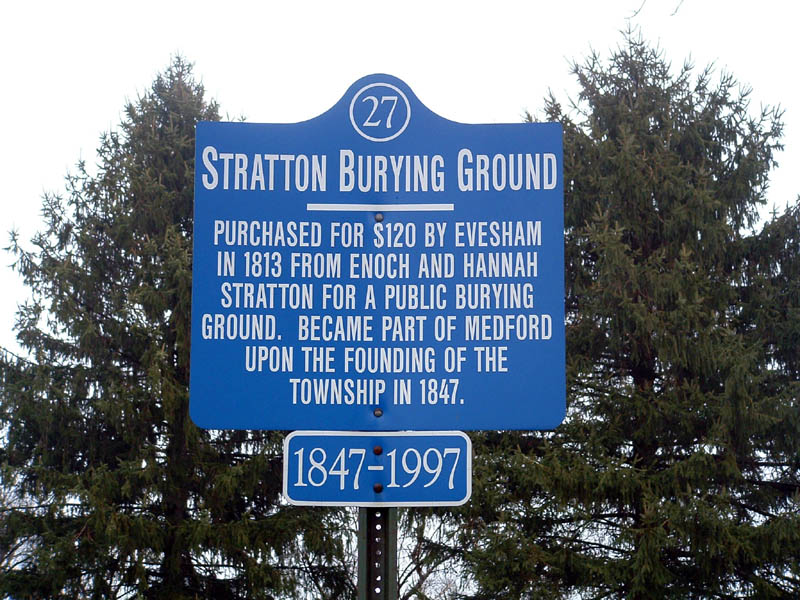 27
STRATTON BURYING GROUND
PURCHASED FOR $120 BY EVESHAM
IN 1813 FROM ENOCH AND HANNAH
STRATTON FOR A PUBLIC BURYING
GROUND. BECAME PART OF MEDFORD
UPON THE FOUNDING OF THE
TOWNSHIP IN 1847.
1847-1997